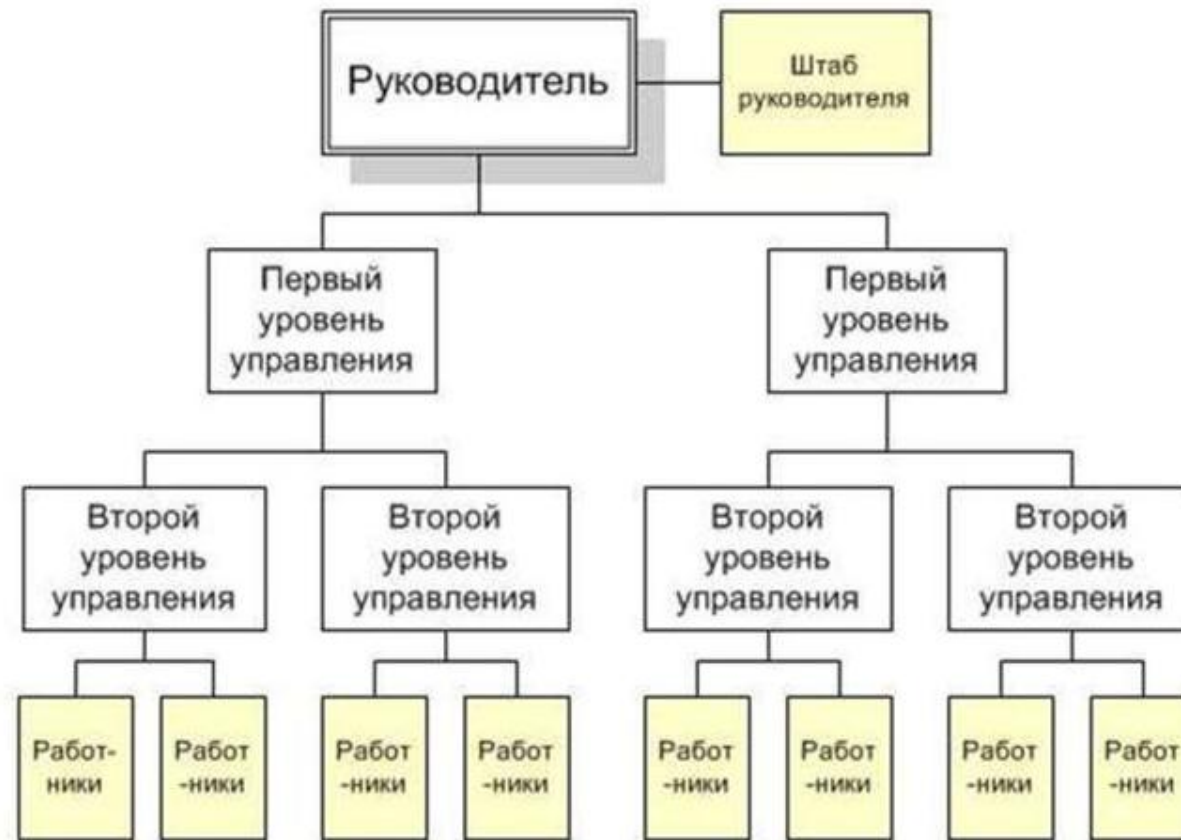 Руководитель
Штаб
руководителя
Первый
уровень
управления
Первый
уровень
управления
Второй
уровень
управления
Второй
уровень
управления
Второй
уровень
управления
Второй
уровень
управления
Работ-
ники
Работ
-ники
Работ
-ники
Работ
-ники
Работ
-ники
Работ
-ники
Работ
-ники
Работ
-ники